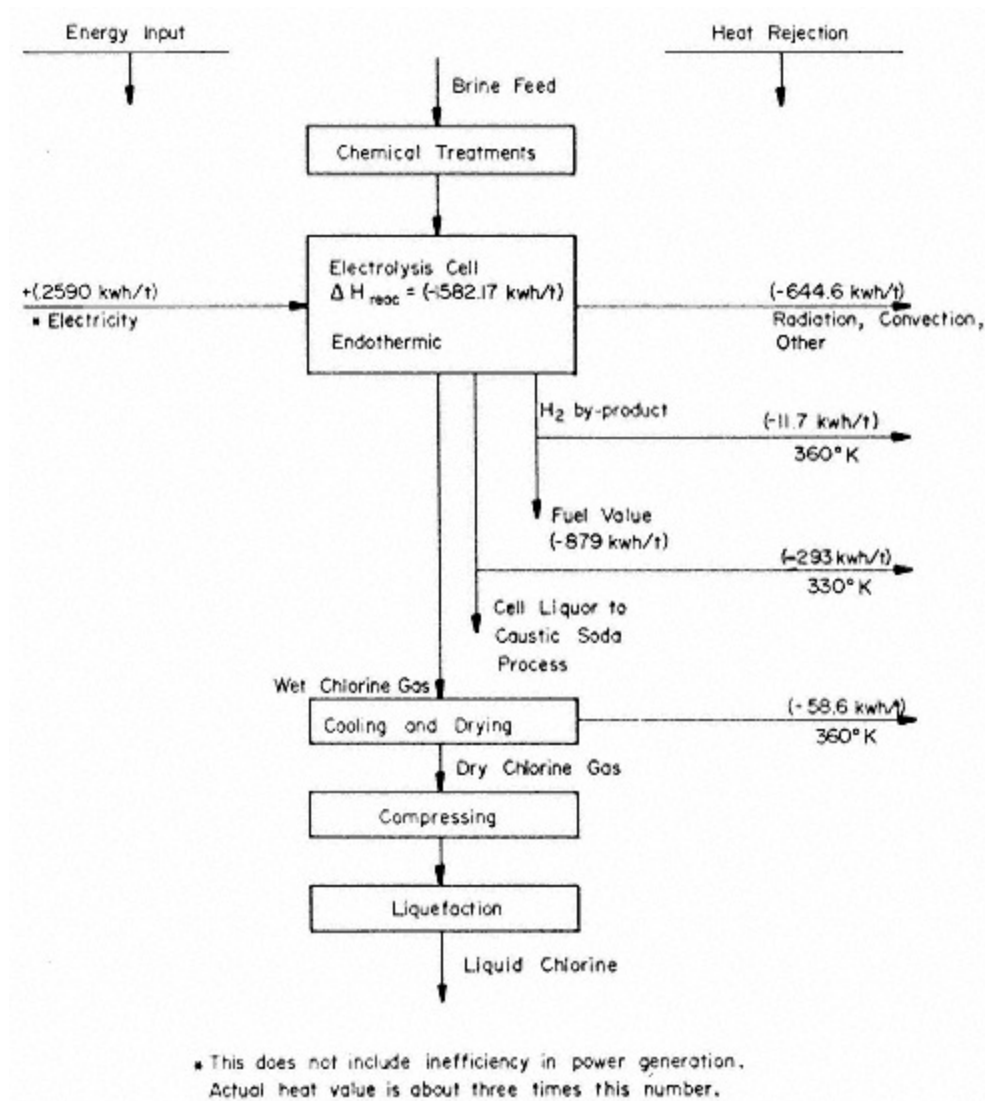 Energy Input
Heat Rejection
Brine Feed
Chemical Treatments
Electrolysis Cell
Δ H reac = (-1582.17 kwh/t)
Endothermic
+(.2590 kwh/t)
* Electricity
(-644.6 kwh/t)
Radiation, Convection,
Other
H2 by-product
(-11.7 kwh/t)
360°K
Fuel Value
(-879 kwh/t)
(-293 kwh/t)
330°K
Cell Liquor to
Caustic Soda
Process
Wet Chlorine Gas
Cooling and Drying
(-58.6 kwh/t)
360°K
Dry Chlorine Gas
Compressing
Liquefaction
Liquid Chlorine
* This does not include inefficiency in power generation.
Actual heat value is about three times this number.